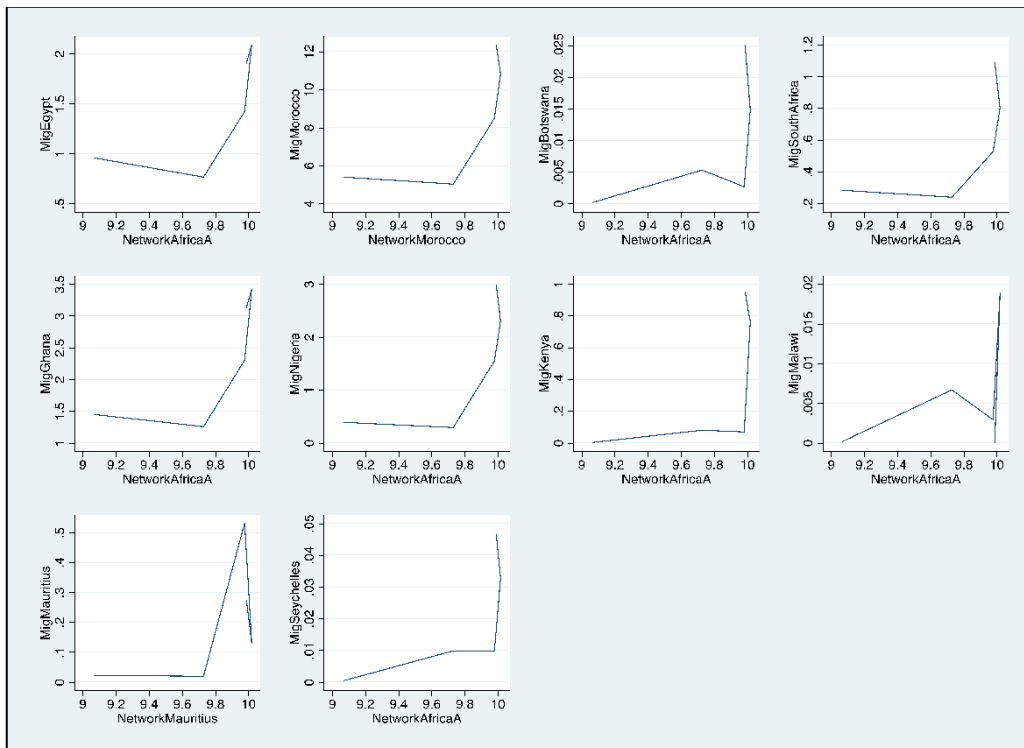 MigEgypt
.5 1 1.5 2
9 9.2 9.4 9.6 9.8 10
NetworkAfricaA
MigMorocco
4 6 8 10 12
9 9.2 9.4 9.6 9.8 10
NetworkMorocco
MigBotswana
0 .005 .01 .015 .02 .025
9 9.2 9.4 9.6 9.8 10
NetworkAfricaA
MigSouthAfrica
.2 .4 .6 .8 1 1.2
9 9.2 9.4 9.6 9.8 10
NetworkAfricaA
MigGhana
1 1.5 2 2.5 3 3.5
9 9.2 9.4 9.6 9.8 10
NetworkAfricaA
MigNigeria
0 1 2 3
9 9.2 9.4 9.6 9.8 10
NetworkAfricaA
MigKenya
0 .2 .4 .6 .8 1
9 9.2 9.4 9.6 9.8 10
NetworkAfricaA
MigMalawi
0 .005 .01 .015 .02
9 9.2 9.4 9.6 9.8 10
NetworkAfricaA
MigMauritius
0 .1 .2 .3 .4 .5
9 9.2 9.4 9.6 9.8 10
NetworkMauritius
MigSeychelles
0 .01 .02 .03 .04 .05
9 9.2 9.4 9.6 9.8 10
NetworkAfricaA